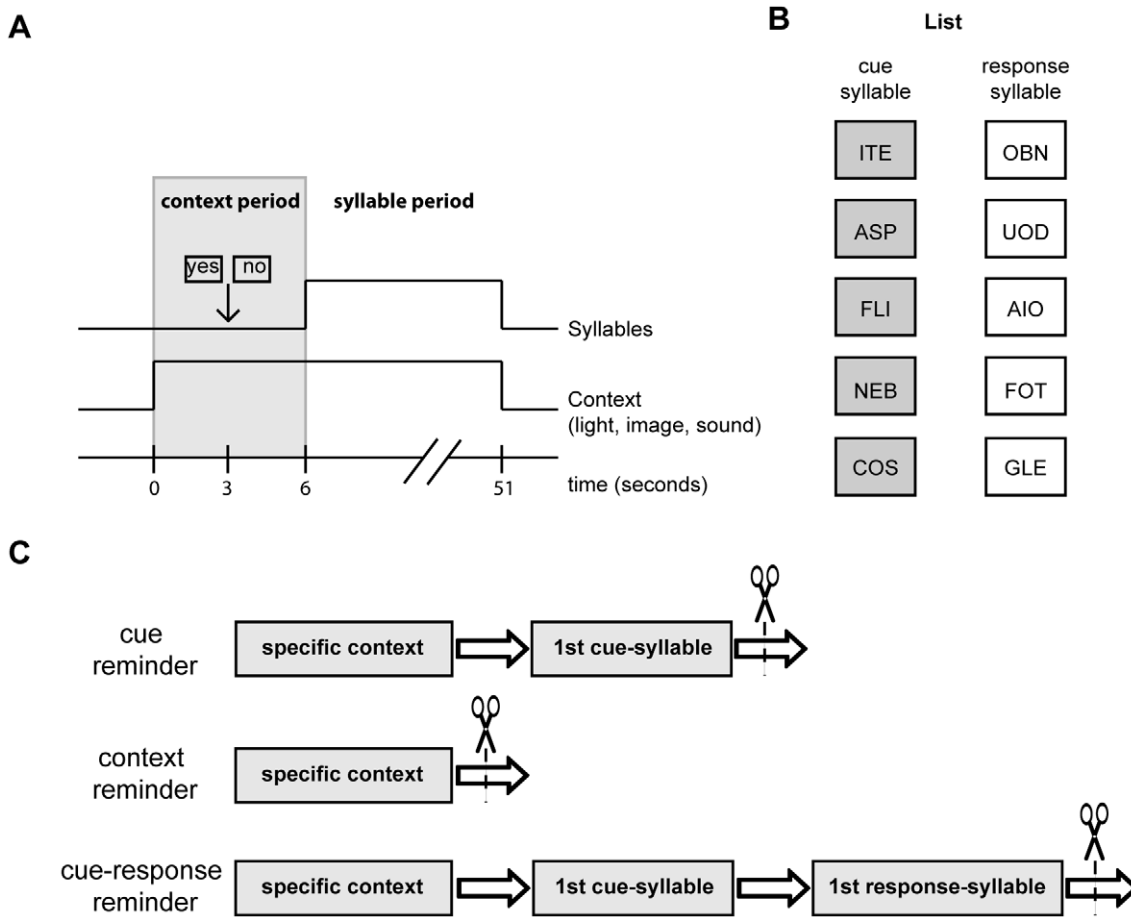 A
context period
syllable period
yes
no
Syllables
Context
(light, image, sound)
0
3
6
51
time (seconds)
B
List
cue
syllable
response
syllable
ITE
OBN
ASP
UOD
FLI
AIO
NEB
FOT
COS
GLE
C
cue
reminder
specific context
1st cue-syllable
context
reminder
specific context
cue-response
reminder
specific context
1st cue-syllable
1st response-syllable